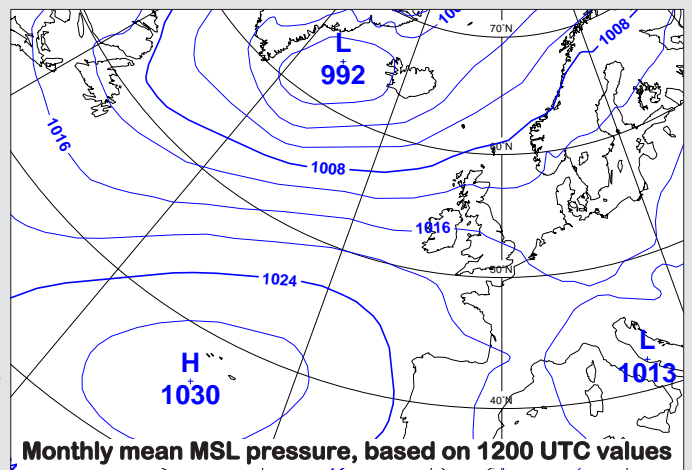 70°N
1008
L
992
1016
60°N
1008
1016
50°N
1024
L
1013
H
1030
40°N
Monthly mean MSL pressure, based on 1200 UTC values